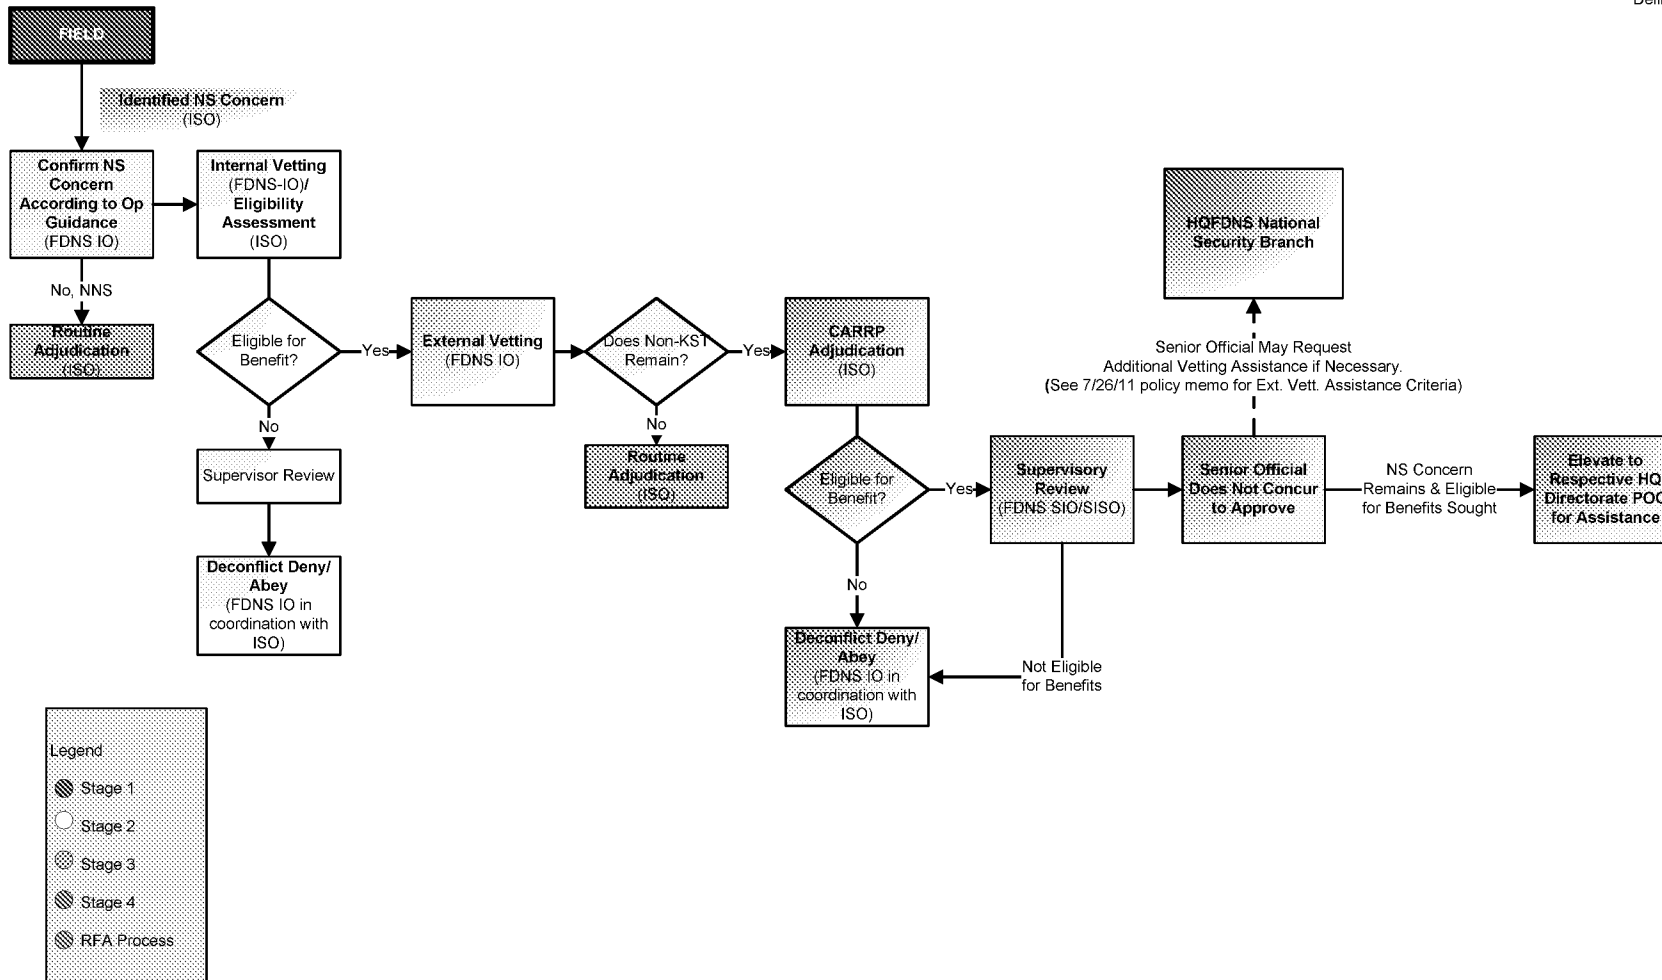 FIELD
Identified NS Concern
(ISO)
Confirm NS
Concern
According to Op
Guidance
(FDNS IO)
Internal Vetting
(FDNS-IO)/
Eligibility
Assessment
(ISO)
No, NNS
Routine
Adjudication
(ISO)
Eligible for
Benefit?
Yes
External Vetting
(FDNS IO)
Does Non-KST
Remain?
Yes
CARRP
Adjudication
(ISO)
HQFDNS National
Security Branch
Senior Official May Request
Additional Vetting Assistance if Necessary.
(See 7/26/11 policy memo for Ext. Vett. Assistance Criteria)
No
Supervisor Review
Deconflict Deny/
Abey
(FDNS IO in
coordination with
ISO)
No
Routine
Adjudication
(ISO)
Eligible for
Benefit?
Yes
Supervisory
Review
(FDNS SIO/SISO)
Senior Official
Does Not Concur
to Approve
NS Concern
Remains & Eligible
for Benefits Sought
Elevate to
Respective HQ
Directorate POC
for Assistance
No
Deconflict Deny/
Abey
(FDNS IO in
coordination with
ISO)
Not Eligible
for Benefits
Legend
Stage 1
Stage 2
Stage 3
Stage 4
RFA Process